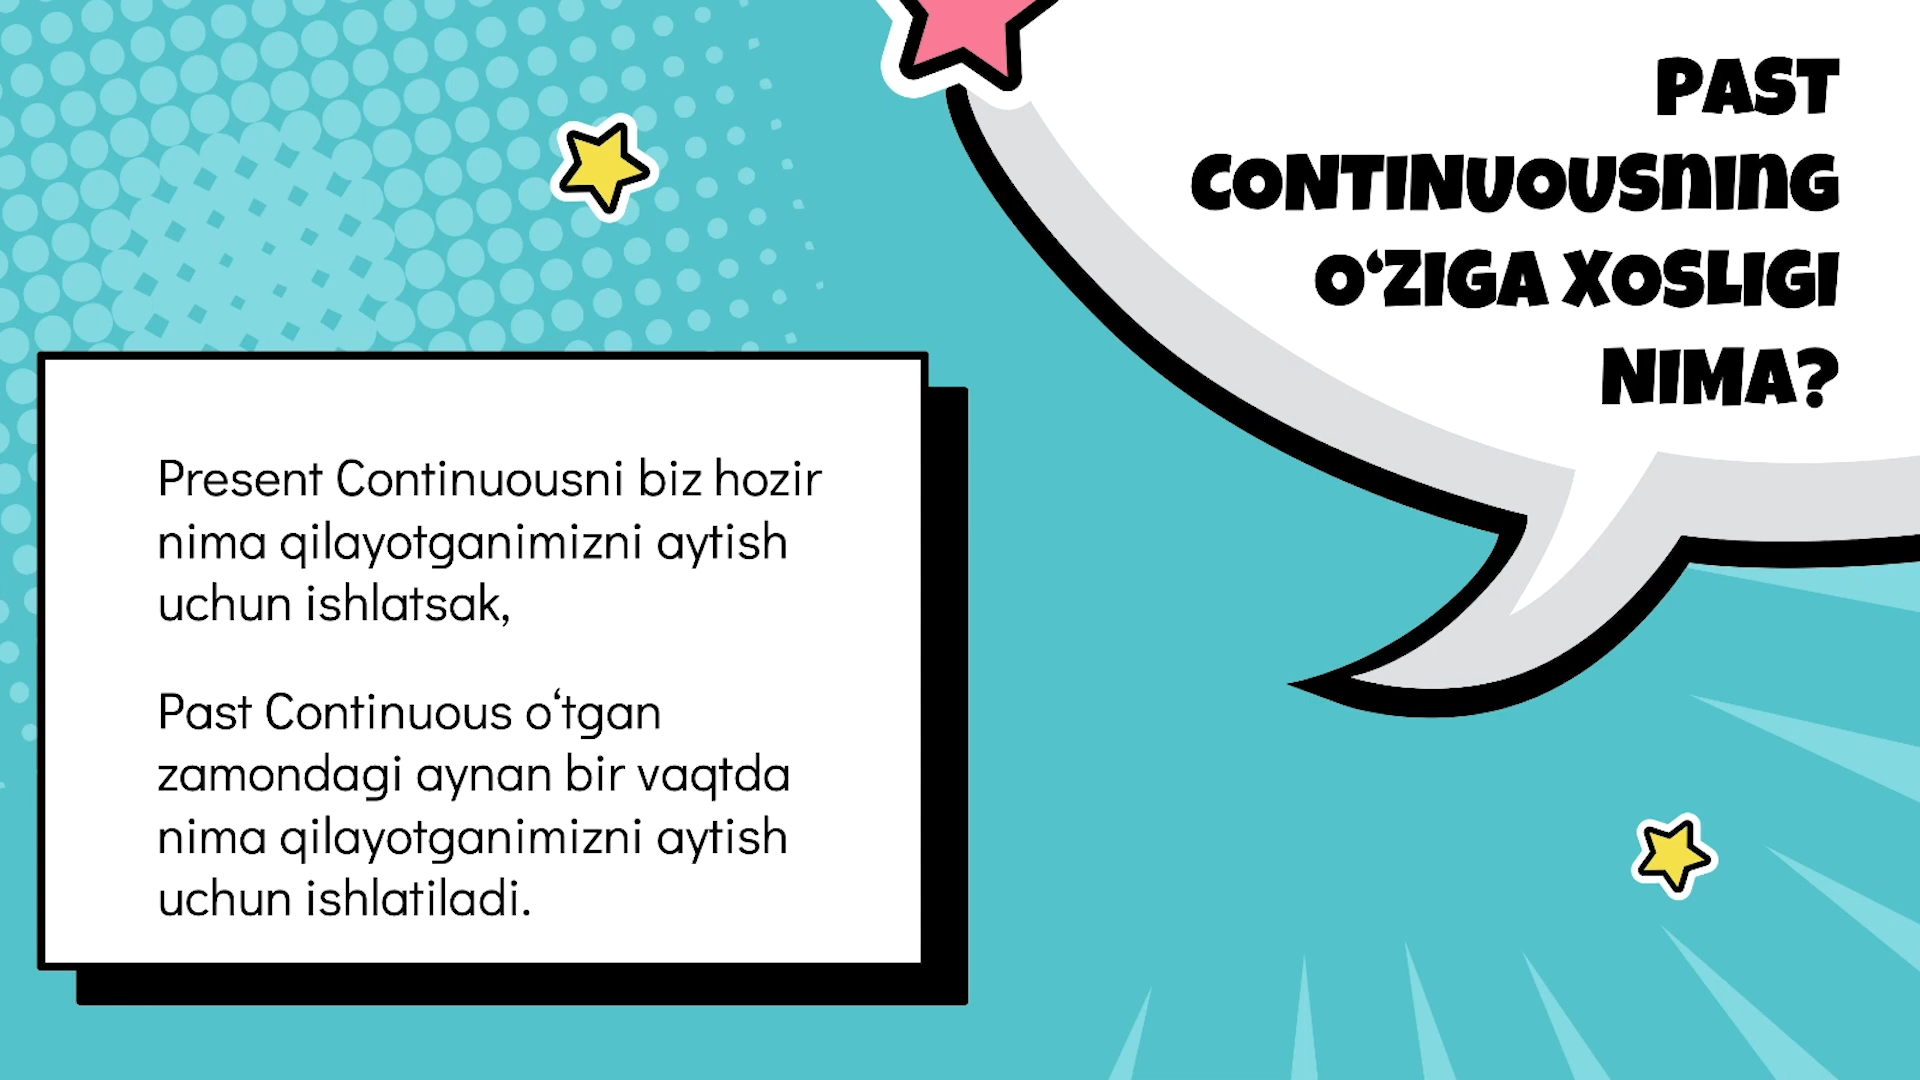 PAST
CONTINUOUSning
O‘ZIGA XOSLIGI
NIMA?
Present Continuousni biz hozir
nima qilayotganimizni aytish
uchun ishlatsak,
Past Continuous o‘tgan
zamondagi aynan bir vaqtda
nima qilayotganimizni aytish
uchun ishlatiladi.